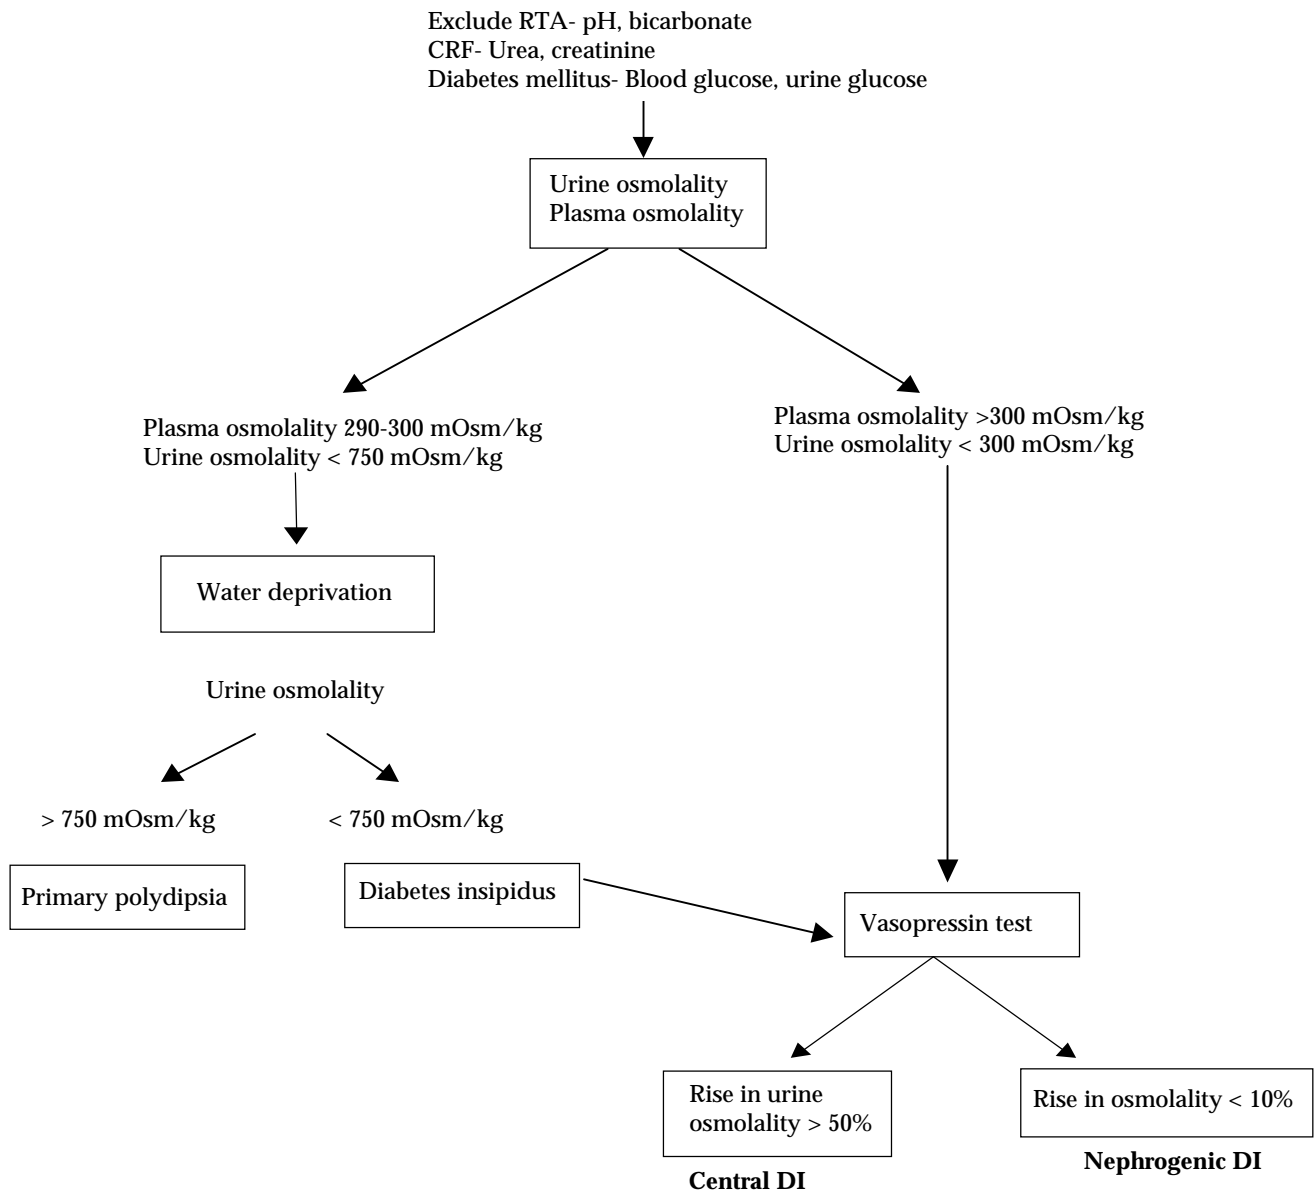 Exclude RTA- pH, bicarbonate
CRF- Urea, creatinine
Diabetes mellitus- Blood glucose, urine glucose
Urine osmolality
Plasma osmolality
Plasma osmolality 290-300 mOsm/kg
Urine osmolality < 750 mOsm/kg
Plasma osmolality >300 mOsm/kg
Urine osmolality < 300 mOsm/kg
Water deprivation
Urine osmolality
> 750 mOsm/kg
< 750 mOsm/kg
Primary polydipsia
Diabetes insipidus
Vasopressin test
Rise in urine
osmolality > 50%
Central DI
Rise in osmolality < 10%
Nephrogenic DI